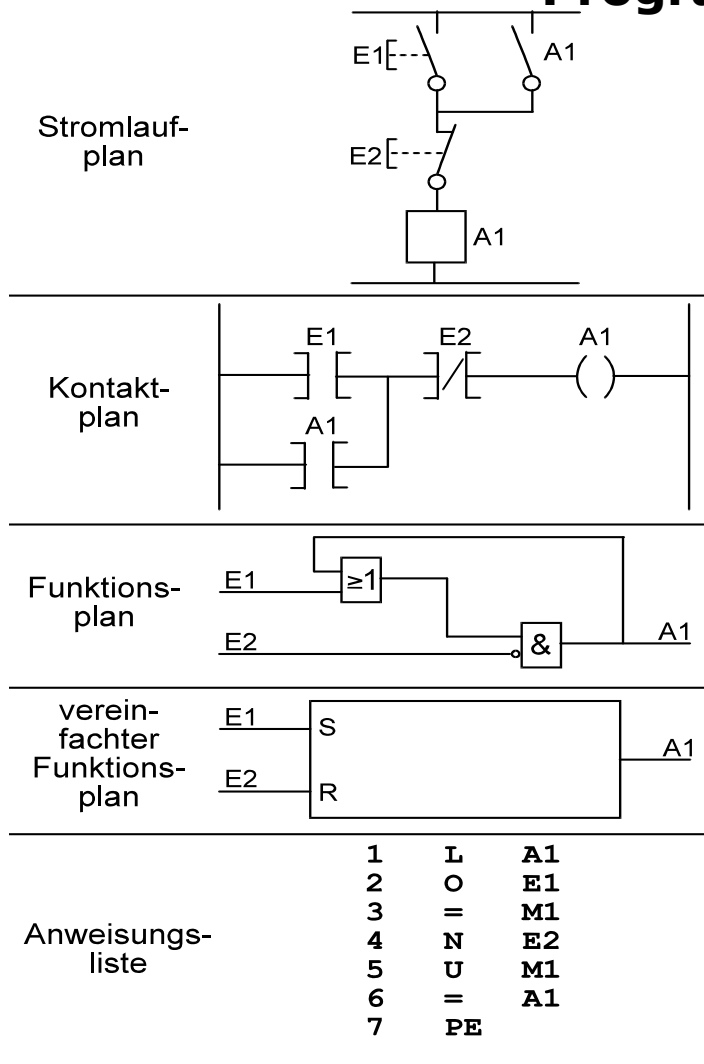 E1
A1
Stromlauf-
plan
E2
A1
E1 E2 A1
Kontakt-
plan
A1
Funktions-
plan
E1
≥1
E2
&
A1
verein-
fachter
Funktions-
plan
E1
S
A1
E2
R
Anweisungs-
liste
1 L A1
2 O E1
3 = M1
4 N E2
5 U M1
6 = A1
7 PE